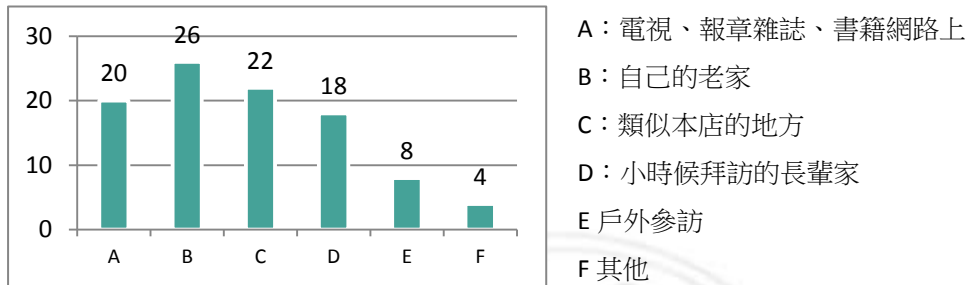 30
20
10
0
20
26
22
18
8
4
A
B
C
D
E
F
A：電視、報章雜誌、書籍網路上
B：自己的老家
C：類似本店的地方
D：小時候拜訪的長輩家
E 戶外參訪
F 其他